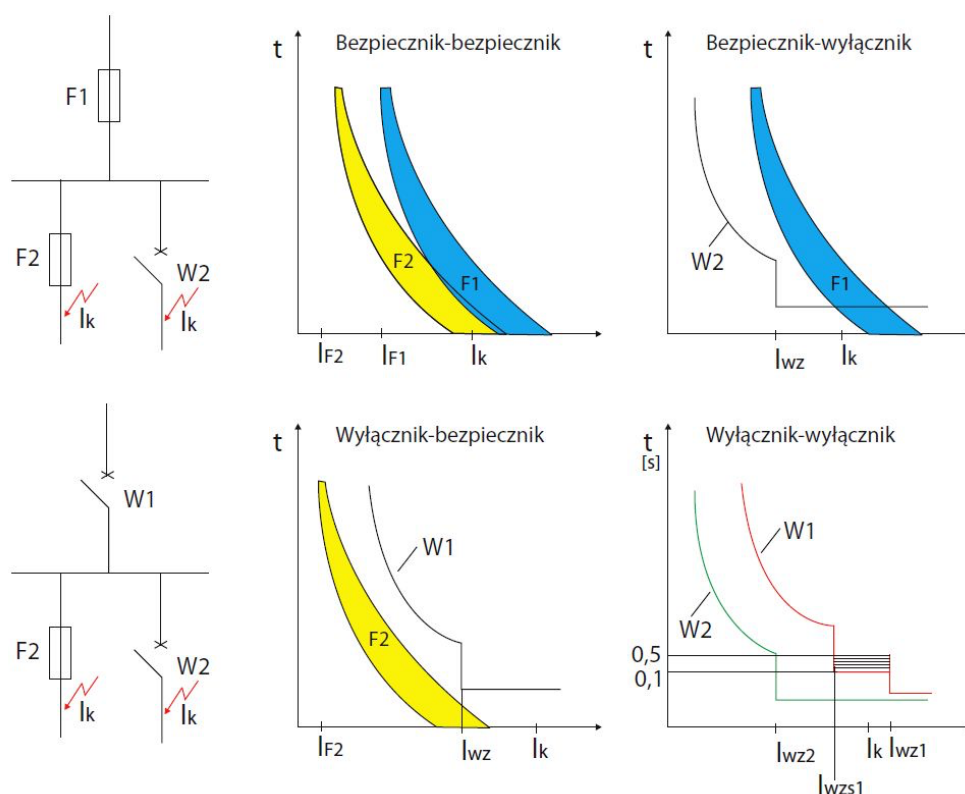 F1
F2
Ik
W2
Ik
t
Bezpiecznik-bezpiecznik
F2
F1
IF2
IF1
Ik
t
Bezpiecznik-wyłącznik
W2
F1
Iwz
Ik
W1
F2
Ik
W2
Ik
t
Wyłącznik-bezpiecznik
W1
F2
IF2
Iwz
Ik
t
[s]
Wyłącznik-wyłącznik
W1
W2
0,5
0,1
Iwz2
Iwzs1
Ik
Iwz1